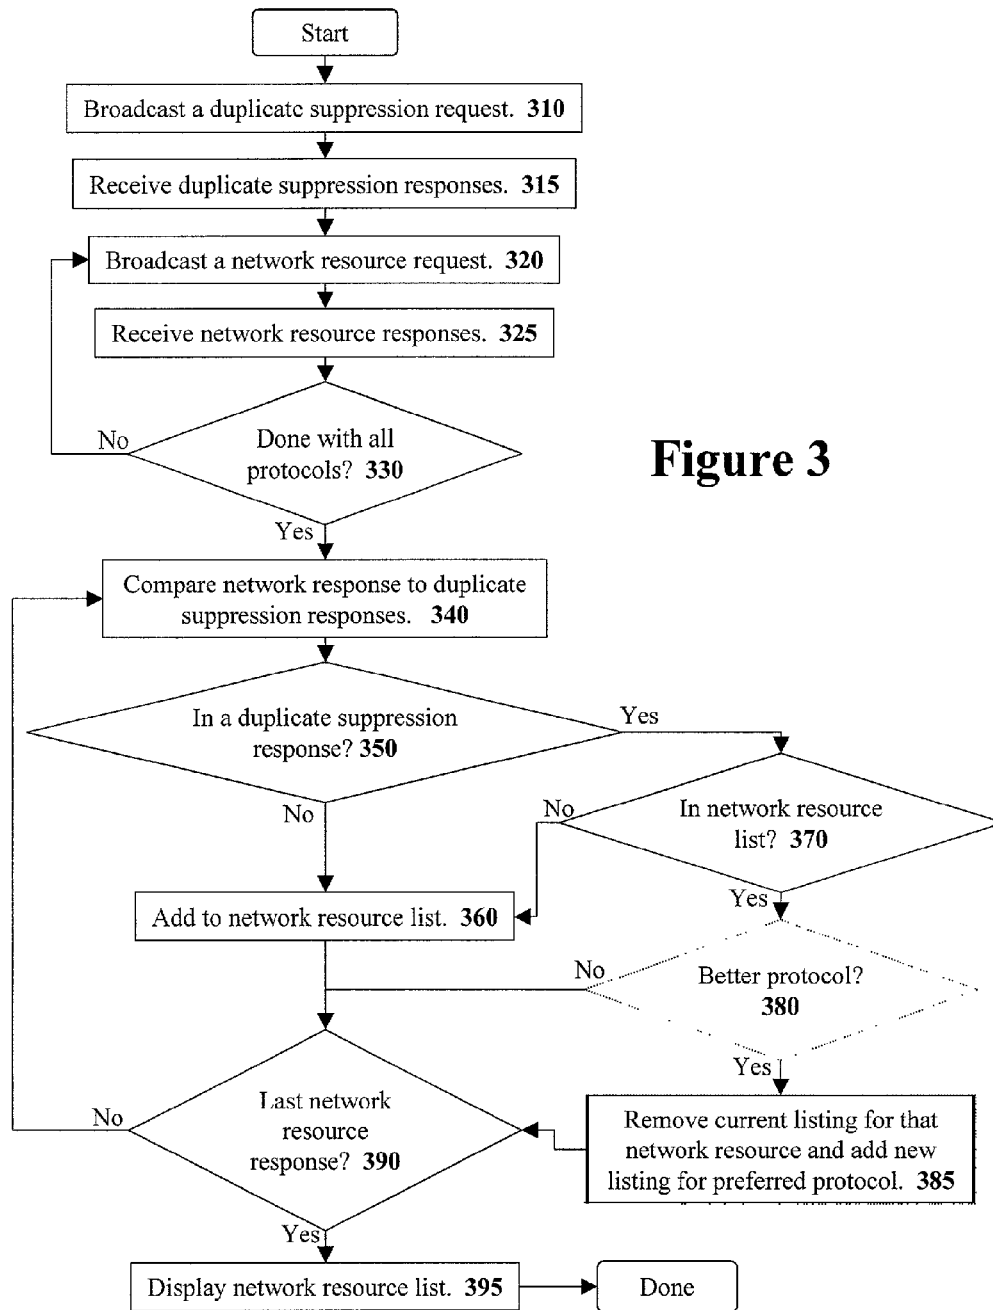 Start
Broadcast a duplicate suppression request. 310
Receive duplicate suppression responses. 315
Broadcast a network resource request. 320
Receive network resource responses. 325
No
Done with all
protocols? 330
Figure 3
Yes
Compare network response to duplicate
suppression responses. 340
In a duplicate suppression
response? 350
Yes
No
No
In network resource
list? 370
Yes
Add to network resource list. 360
No
Better protocol?
380
Yes
No
Last network
resource
response? 390
Remove current listing for that
network resource and add new
listing for preferred protocol. 385
Yes
Display network resource list. 395
Done